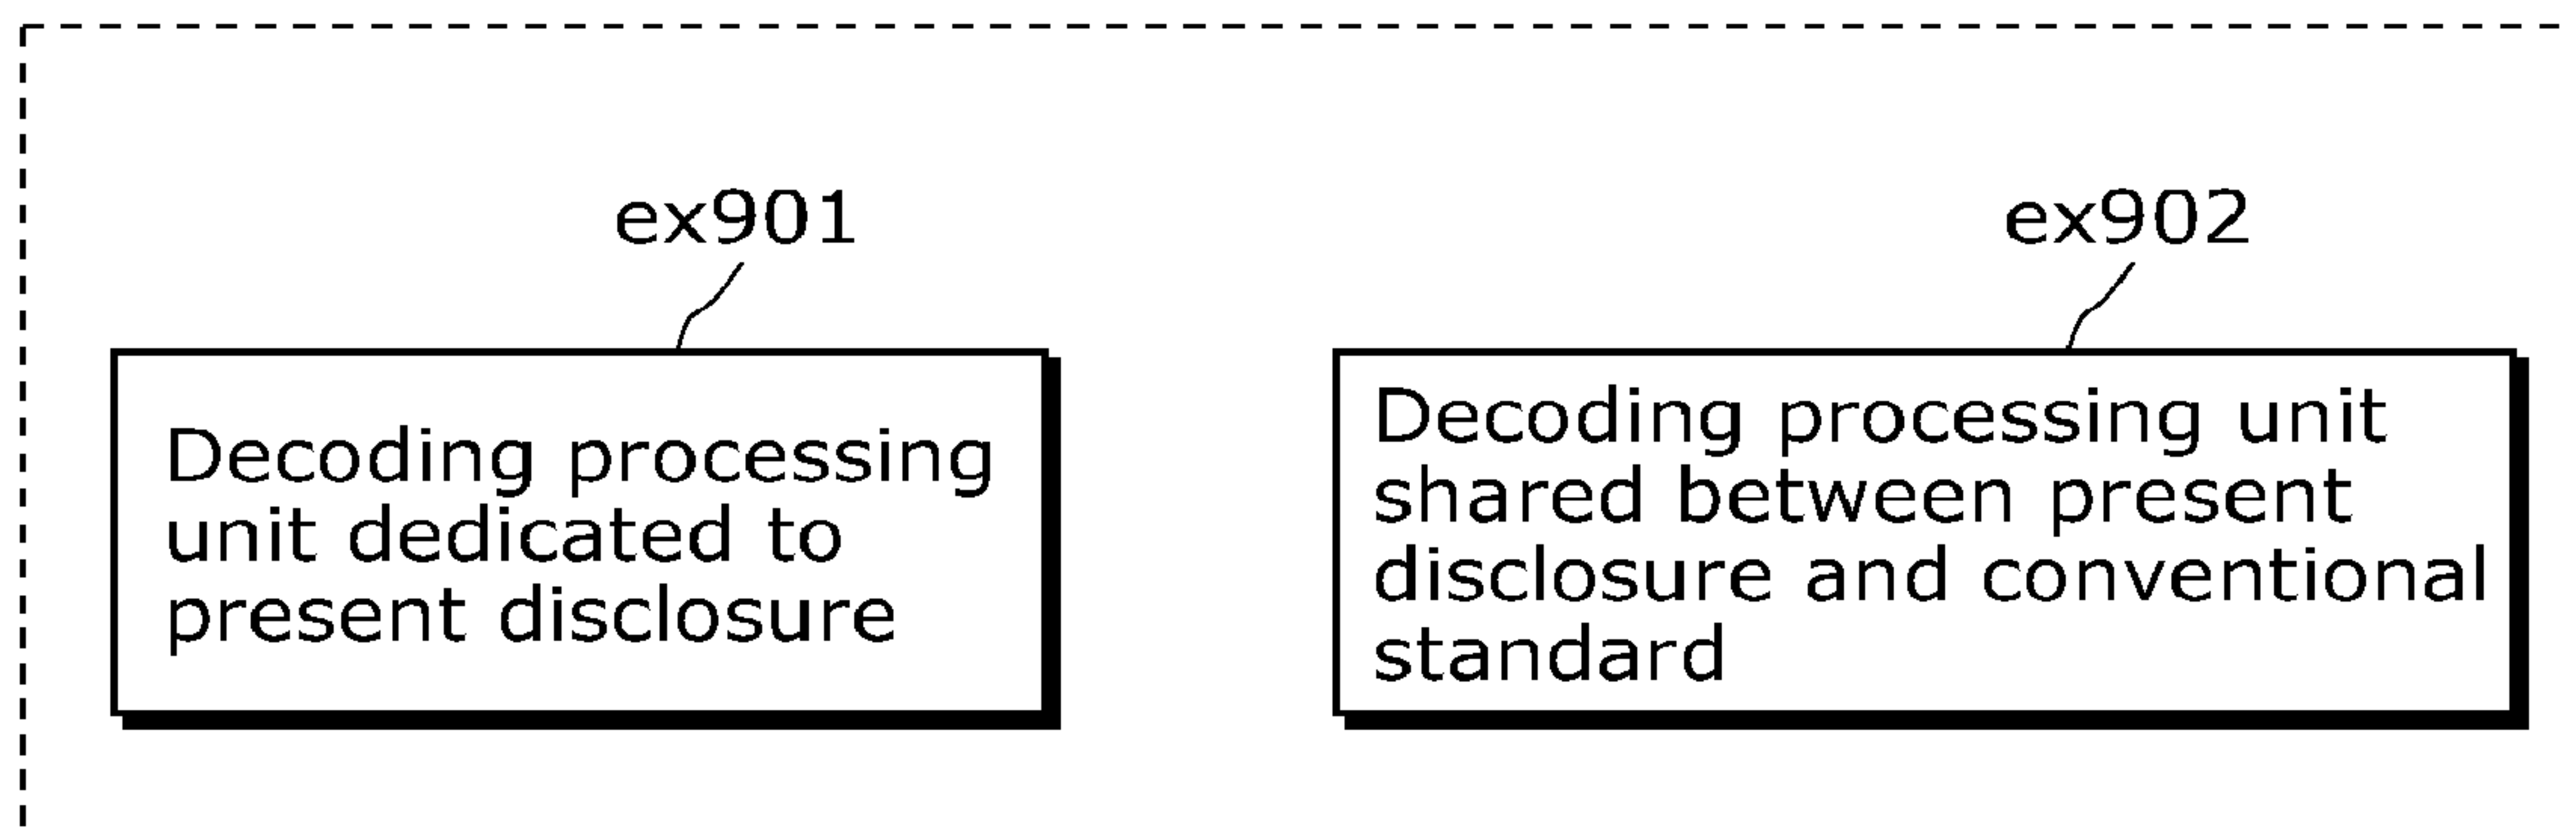 ex901
ex902
Decoding processing
unit dedicated to
present disclosure
Decoding processing unit
shared between present
disclosure and conventional
standard